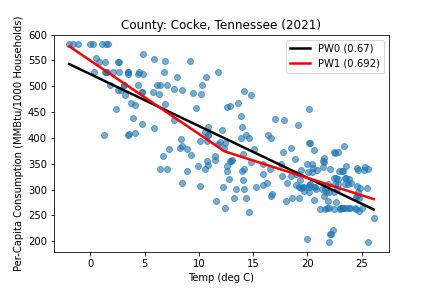 County: Cocke, Tennessee (2021)
PW0 (0.67)
PW1 (0.692)
Per-Capita Consumption (MMBtu/1000 Households)
600
550
500
450
400
350
300
250
200
0 5 10 15 20 25
Temp (deg C)